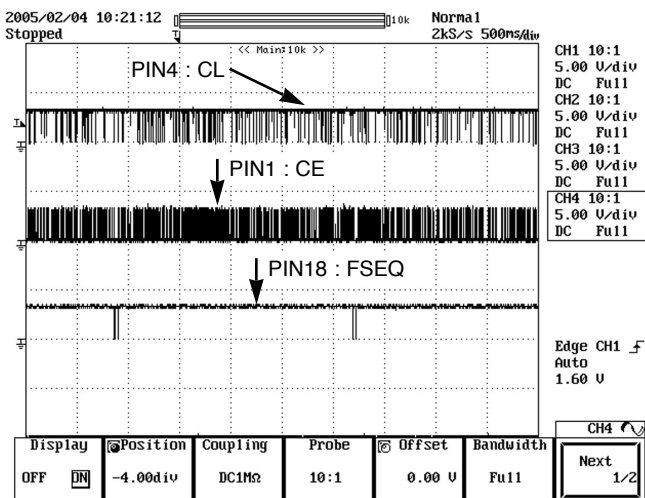 2005/02/04 10:21:12
10k
Normal
Stopped
T
2kS/s 500ms/div
<< Main:10k >>
CH1 10:1
5.00 V/div
DC Full
CH2 10:1
5.00 V/div
DC Full
CH3 10:1
5.00 V/div
DC Full
CH4 10:1
5.00 V/div
DC Full
PIN4 : CL
PIN1 : CE
PIN18 : FSEQ
Edge CH1
Auto
1.60 V
CH4
Display
OFF ON
Position
-4.00div
Coupling
DC1MΩ
Probe
10:1
Offset
0.00 V
Bandwidth
Full
Next
1/2